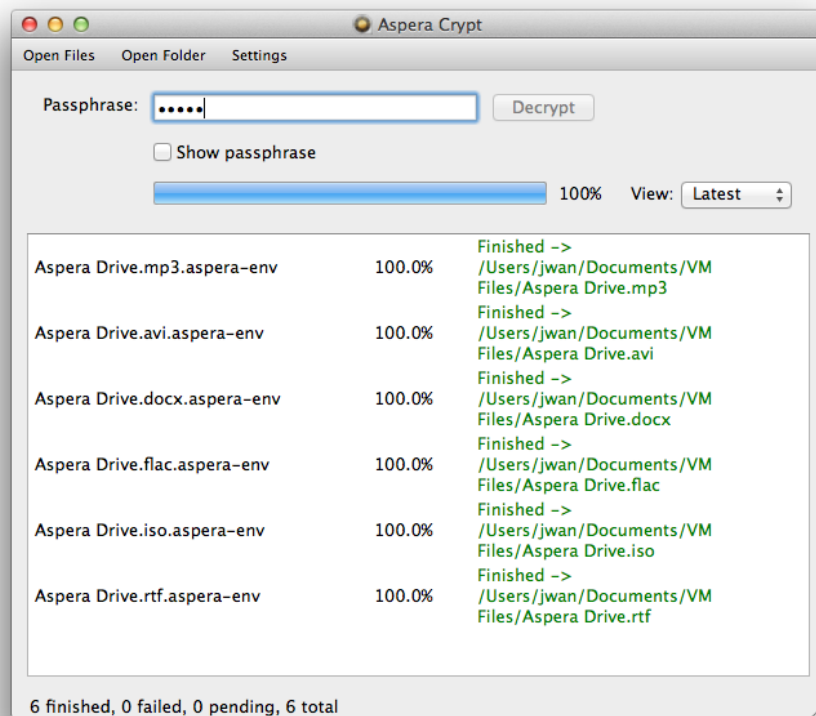 Aspera Crypt
Open Files Open Folder Settings
Passphrase: ••••• Decrypt
Show passphrase
100% View: Latest
Finished ->
Aspera Drive.mp3.aspera-env 100.0% /Users/jwan/Documents/VM
Files/Aspera Drive.mp3
Finished ->
Aspera Drive.avi.aspera-env 100.0% /Users/jwan/Documents/VM
Files/Aspera Drive.avi
Finished ->
Aspera Drive.docx.aspera-env 100.0% /Users/jwan/Documents/VM
Files/Aspera Drive.docx
Finished ->
Aspera Drive.flac.aspera-env 100.0% /Users/jwan/Documents/VM
Files/Aspera Drive.flac
Finished ->
Aspera Drive.iso.aspera-env 100.0% /Users/jwan/Documents/VM
Files/Aspera Drive.iso
Finished ->
Aspera Drive.rtf.aspera-env 100.0% /Users/jwan/Documents/VM
Files/Aspera Drive.rtf
6 finished, 0 failed, 0 pending, 6 total